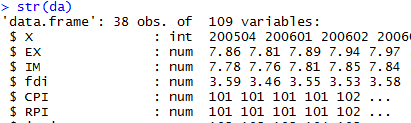 > str(da)
'data.frame': 38 obs. of 109 variables:
$ X : int 200504 200601 200602
$ EX : num 7.86 7.81 7.89 7.94 7.97
$ IM : num 7.78 7.76 7.81 7.85 7.84
$ fdi : num 3.59 3.46 3.55 3.53 3.58
$ CPI : num 101 101 101 101 102 ...
$ RPI : num 101 101 101 101 102 ...